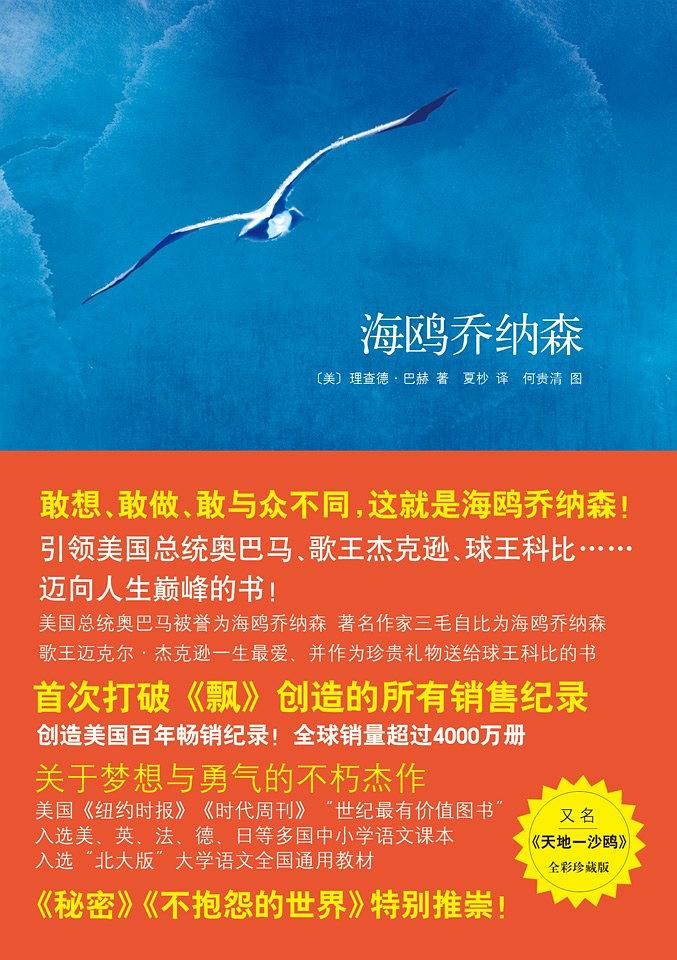 海鸥乔纳森
〔美〕理查德·巴赫 著 夏杪 译 何贵清 图
敢想、敢做、敢与众不同，这就是海鸥乔纳森！
引领美国总统奥巴马、歌王杰克逊、球王科比……
迈向人生巅峰的书！
美国总统奥巴马被誉为海鸥乔纳森 著名作家三毛自比为海鸥乔纳森
歌王迈克尔·杰克逊一生最爱、并作为珍贵礼物送给球王科比的书
首次打破《飘》创造的所有销售纪录
创造美国百年畅销纪录！全球销量超过4000万册
关于梦想与勇气的不朽杰作
美国《纽约时报》《时代周刊》“世纪最有价值图书”
入选美、英、法、德、日等多国中小学语文课本
入选“北大版”大学语文全国通用教材
《秘密》《不抱怨的世界》特别推崇！
又名
《天地一沙鸥》
全彩珍藏版